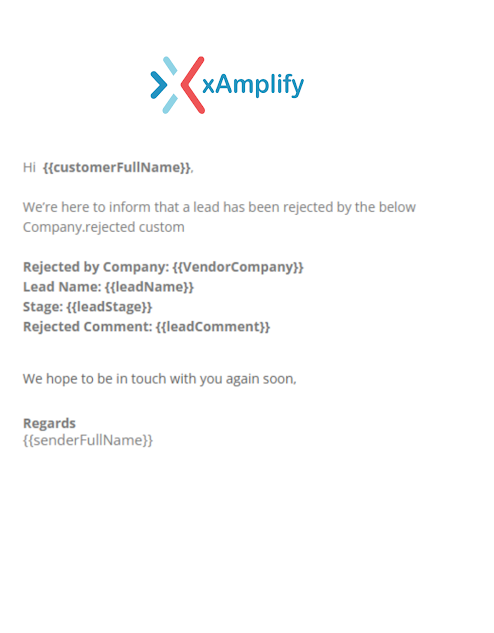 xAmplify
Hi {{customerFullName}},
We're here to inform that a lead has been rejected by the below
Company.rejected custom
Rejected by Company: {{VendorCompany}}
Lead Name: {{leadName}}
Stage: {{leadStage}}
Rejected Comment: {{leadComment}}
We hope to be in touch with you again soon,
Regards
{{senderFullName}}